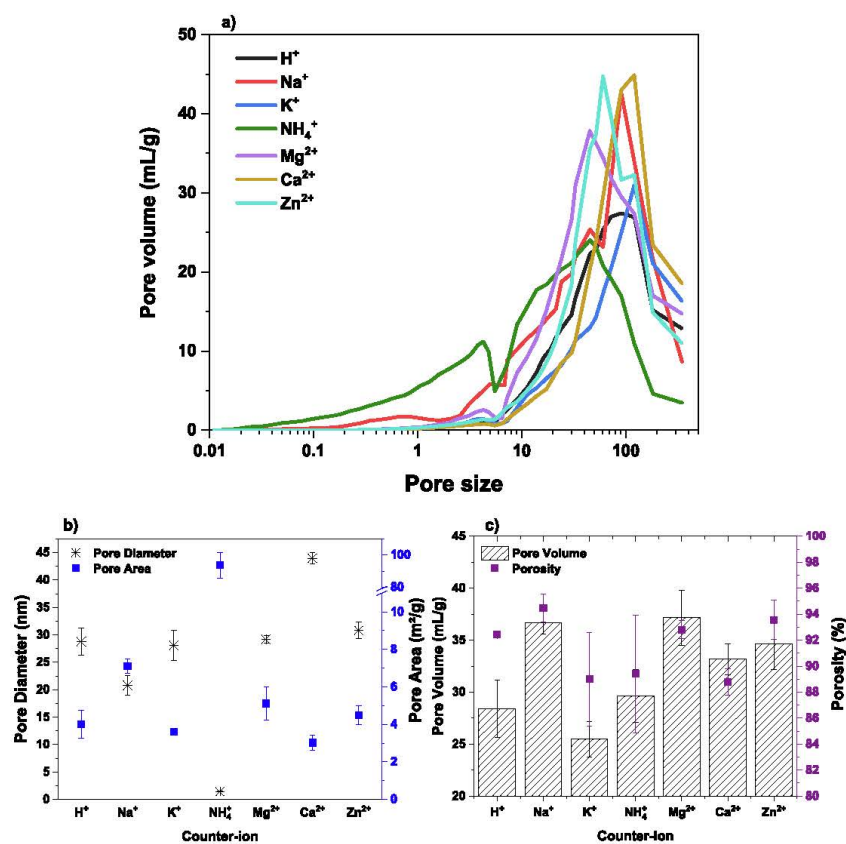 a)
50
40
30
20
10
0
Pore volume (mL/g)
H⁺
Na⁺
K⁺
NH₄⁺
Mg²⁺
Ca²⁺
Zn²⁺
0.01 0.1 1 10 100
Pore size
b)
Pore Diameter
Pore Area
45
40
35
30
25
20
15
10
5
0
Pore Diameter (nm)
100
80
10
8
6
4
2
0
Pore Area (m²/g)
H⁺ Na⁺ K⁺ NH₄⁺ Mg²⁺ Ca²⁺ Zn²⁺
Counter-ion
c)
Pore Volume
Porosity
45
40
35
30
25
20
Pore Volume (mL/g)
100
98
96
94
92
90
88
86
84
82
80
Porosity (%)
H⁺ Na⁺ K⁺ NH₄⁺ Mg²⁺ Ca²⁺ Zn²⁺
Counter-Ion